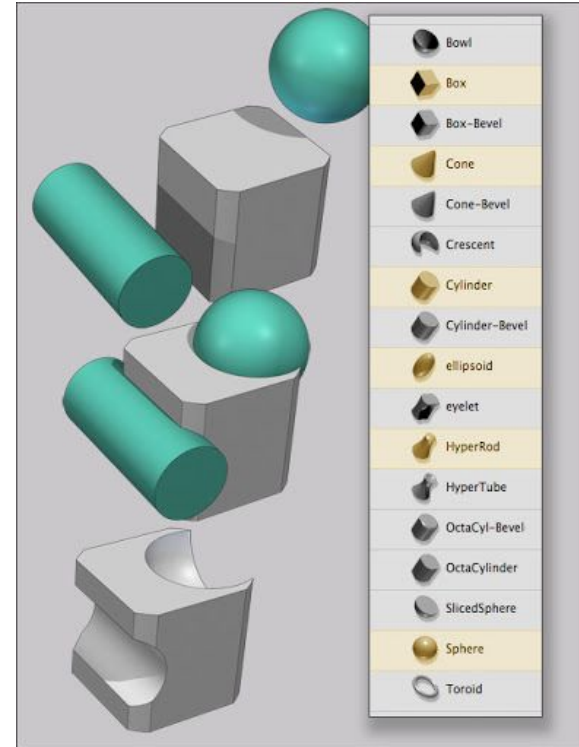 Bowl
Box
Box-Bevel
Cone
Cone-Bevel
Crescent
Cylinder
Cylinder-Bevel
ellipsoid
eyelet
HyperRod
HyperTube
OctaCyl-Bevel
OctaCylinder
SlicedSphere
Sphere
Toroid